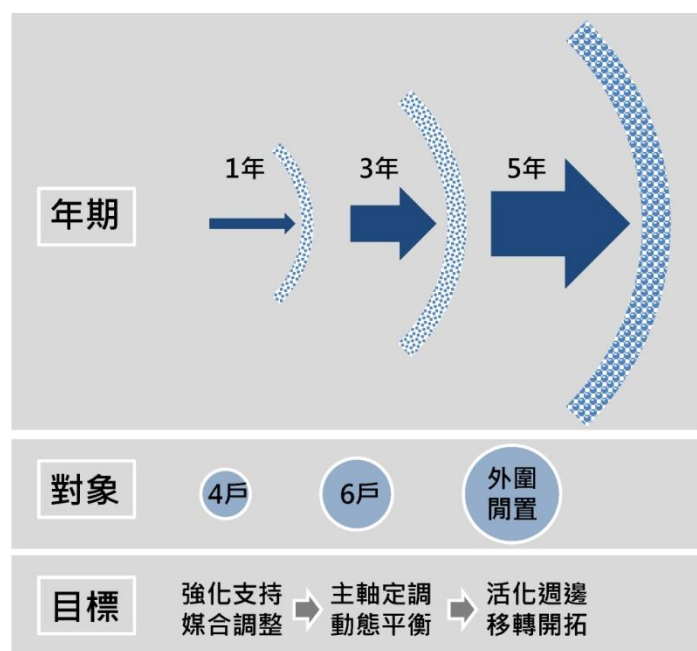 年期
1年
3年
5年
對象
4戶
6戶
外圍
閒置
目標
強化支持
媒合調整
主軸定調
動態平衡
活化週邊
移轉開拓